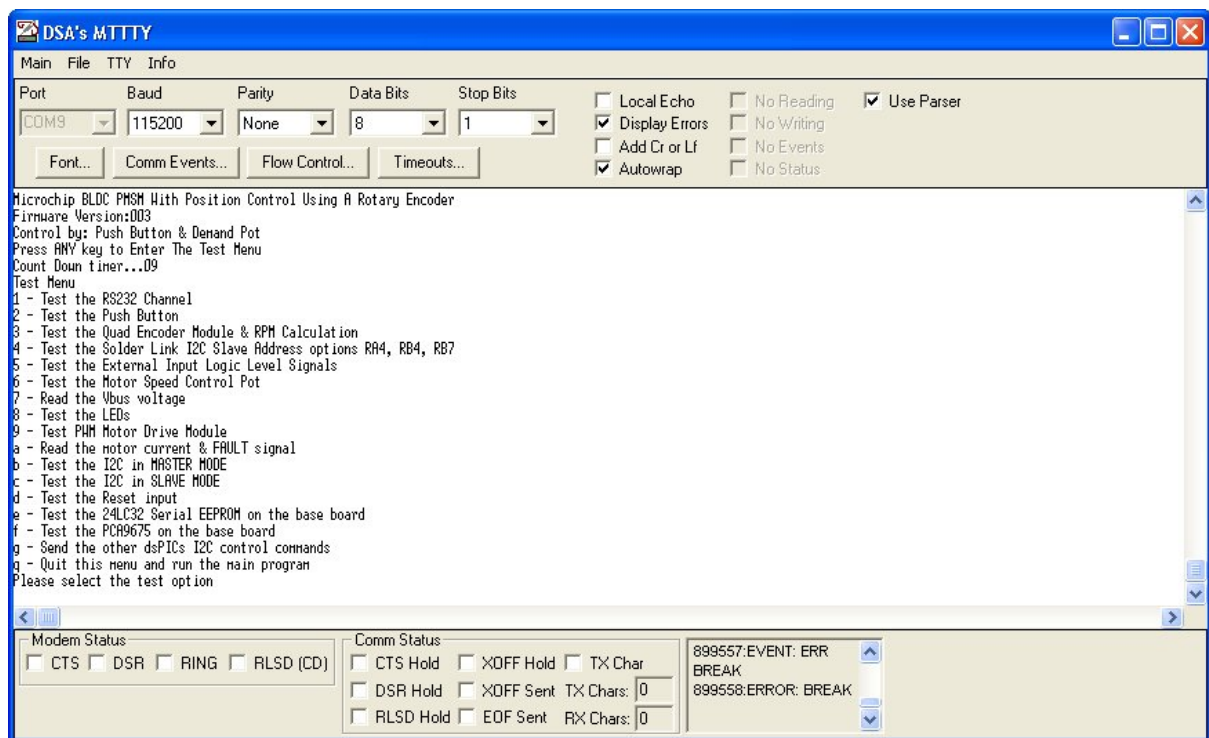 DSA's MTTTY
Main File TTY Info
Port Baud Parity Data Bits Stop Bits
COM9 115200 None 8 1
Font... Comm Events... Flow Control... Timeouts...
Local Echo No Reading Use Parser
Display Errors No Writing
Add Cr or Lf No Events
Autowrap No Status
Microchip BLDC PMSM With Position Control Using A Rotary Encoder
Firmware Version:003
Control by: Push Button & Demand Pot
Press ANY key to Enter The Test Menu
Count Down timer...09
Test Menu
1 - Test the RS232 Channel
2 - Test the Push Button
3 - Test the Quad Encoder Module & RPM Calculation
4 - Test the Solder Link I2C Slave Address options RA4, RB4, RB7
5 - Test the External Input Logic Level Signals
6 - Test the Motor Speed Control Pot
7 - Read the Vbus voltage
8 - Test the LEDs
9 - Test PWM Motor Drive Module
a - Read the motor current & FAULT signal
b - Test the I2C in MASTER MODE
c - Test the I2C in SLAVE MODE
d - Test the Reset input
e - Test the 24LC32 Serial EEPROM on the base board
f - Test the PCA9675 on the base board
g - Send the other dsPICs I2C control commands
q - Quit this menu and run the main program
Please select the test option
Modem Status
CTS DSR RING RLSD (CD)
Comm Status
CTS Hold XOFF Hold TX Char
DSR Hold XOFF Sent TX Chars: 0
RLSD Hold EOF Sent RX Chars: 0
899557:EVENT: ERR
BREAK
899558:ERROR: BREAK